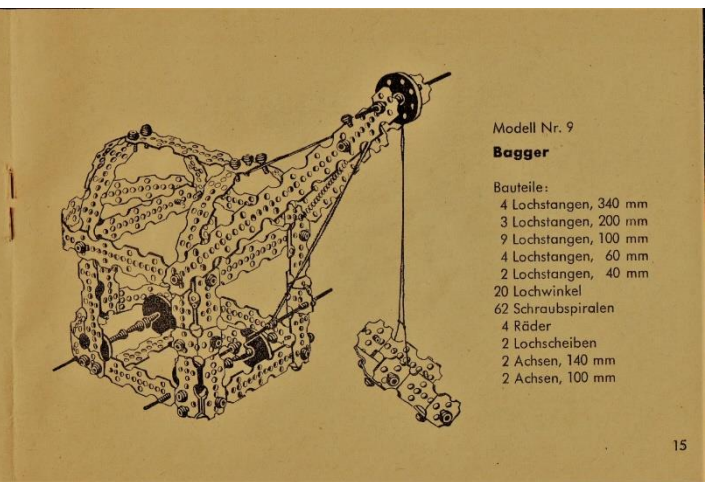 Modell Nr. 9
Bagger
Bauteile:
4 Lochstangen, 340 mm
3 Lochstangen, 200 mm
9 Lochstangen, 100 mm
4 Lochstangen, 60 mm
2 Lochstangen, 40 mm
20 Lochwinkel
62 Schraubspiralen
4 Räder
2 Lochscheiben
2 Achsen, 140 mm
2 Achsen, 100 mm
15